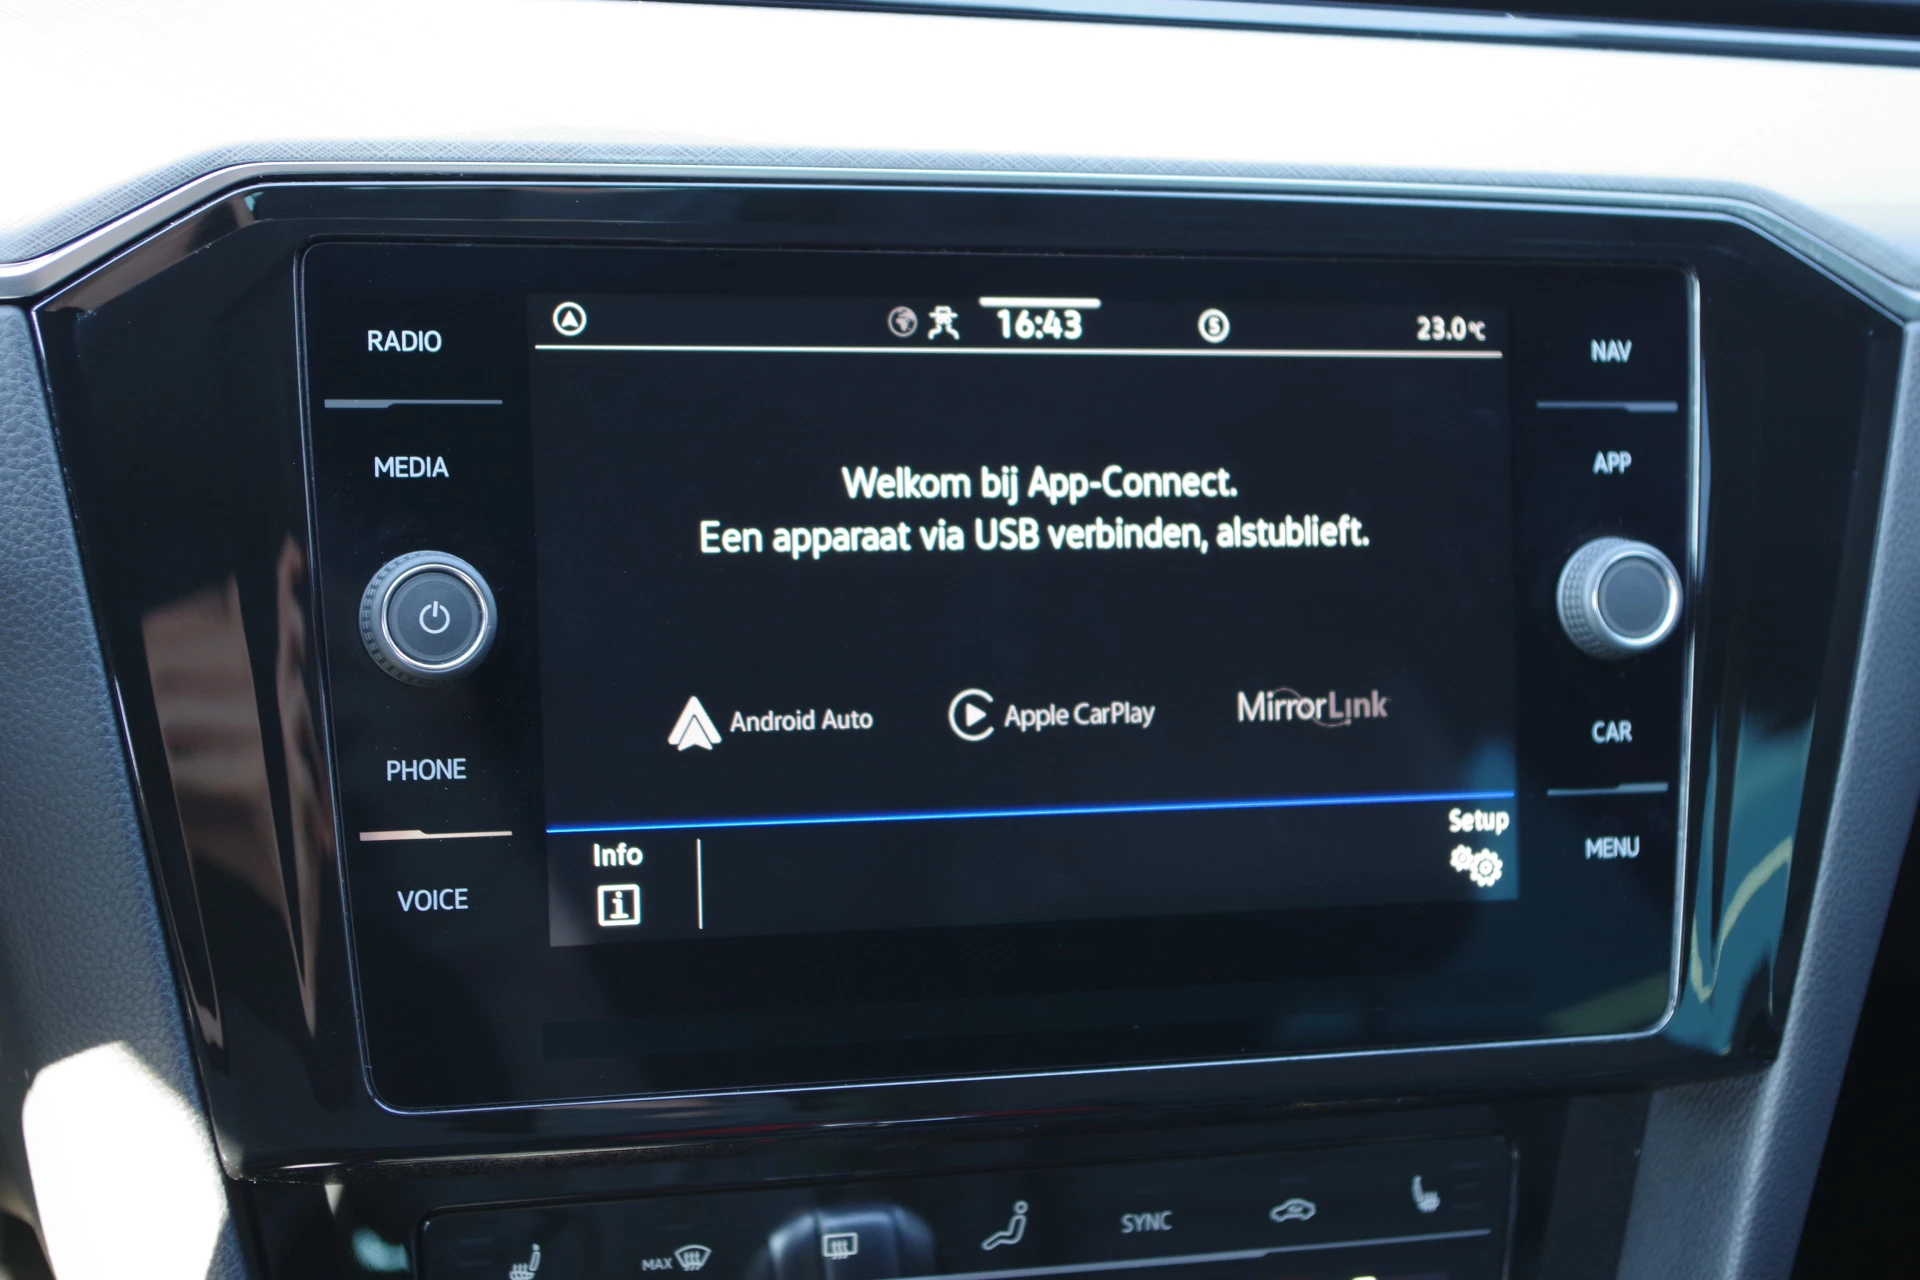 RADIO
MEDIA
PHONE
VOICE
16:43
S
23.0°C
Welkom bij App-Connect.
Een apparaat via USB verbinden, alstublieft.
Android Auto
Apple CarPlay
MirrorLink
Info
i
Setup
NAV
APP
CAR
MENU
MAX
SYNC